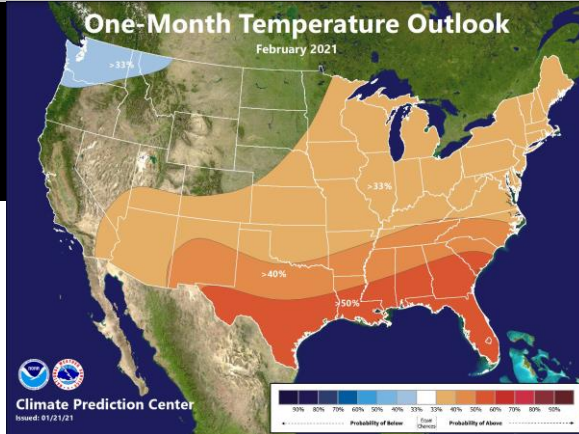 One-Month Temperature Outlook
February 2021
>33%
>33%
>40%
>50%
Climate Prediction Center
Issued: 01/21/21
90% 80% 70% 60% 50% 40% 33% 33% 40% 50% 60% 70% 80% 90%
Probability of Below Equal Chances Probability of Above